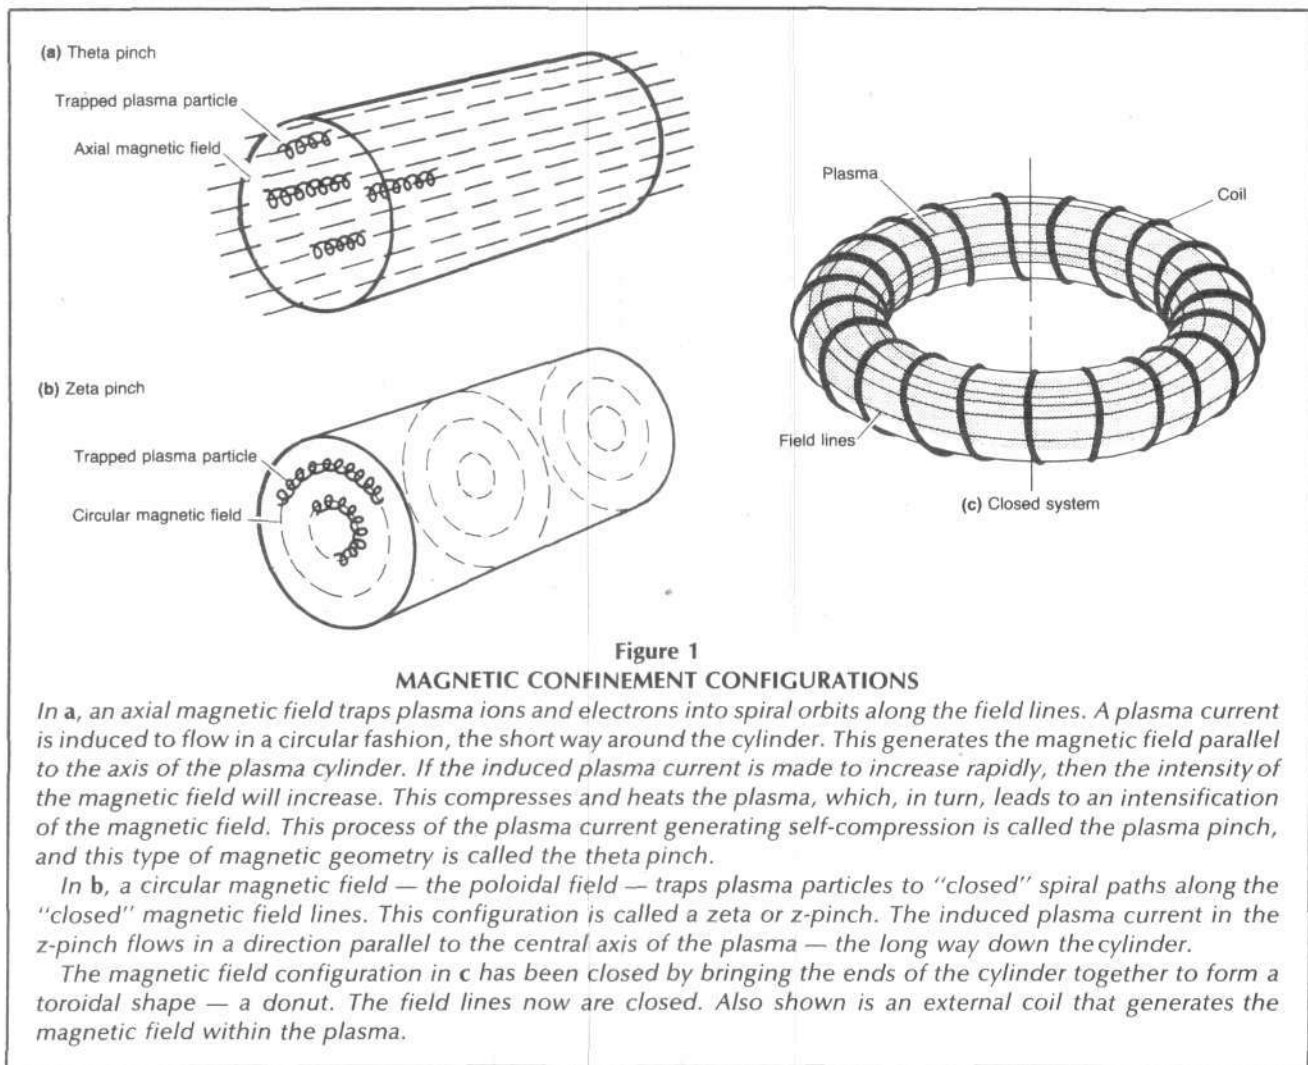 (a) Theta pinch
Trapped plasma particle
Axial magnetic field
Plasma
Coil
Field lines
(c) Closed system
(b) Zeta pinch
Trapped plasma particle
Circular magnetic field
Figure 1
MAGNETIC CONFINEMENT CONFIGURATIONS
In a, an axial magnetic field traps plasma ions and electrons into spiral orbits along the field lines. A plasma current
is induced to flow in a circular fashion, the short way around the cylinder. This generates the magnetic field parallel
to the axis of the plasma cylinder. If the induced plasma current is made to increase rapidly, then the intensity of
the magnetic field will increase. This compresses and heats the plasma, which, in turn, leads to an intensification
of the magnetic field. This process of the plasma current generating self-compression is called the plasma pinch,
and this type of magnetic geometry is called the theta pinch.
In b, a circular magnetic field — the poloidal field — traps plasma particles to "closed" spiral paths along the
"closed" magnetic field lines. This configuration is called a zeta or z-pinch. The induced plasma current in the
z-pinch flows in a direction parallel to the central axis of the plasma — the long way down the cylinder.
The magnetic field configuration in c has been closed by bringing the ends of the cylinder together to form a
toroidal shape — a donut. The field lines now are closed. Also shown is an external coil that generates the
magnetic field within the plasma.